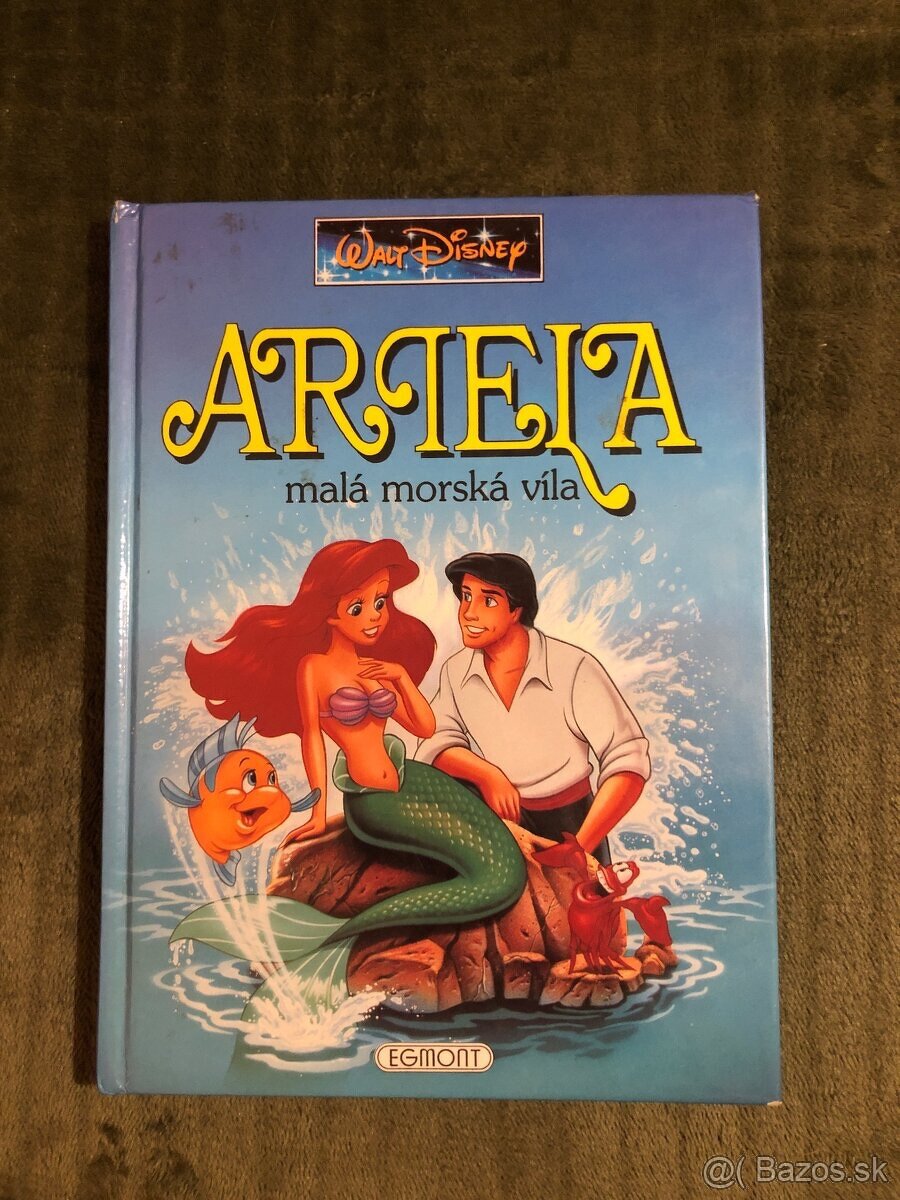 WALT DISNEY
ARIELA
malá morská víla
EGMONT
@( Bazos.sk